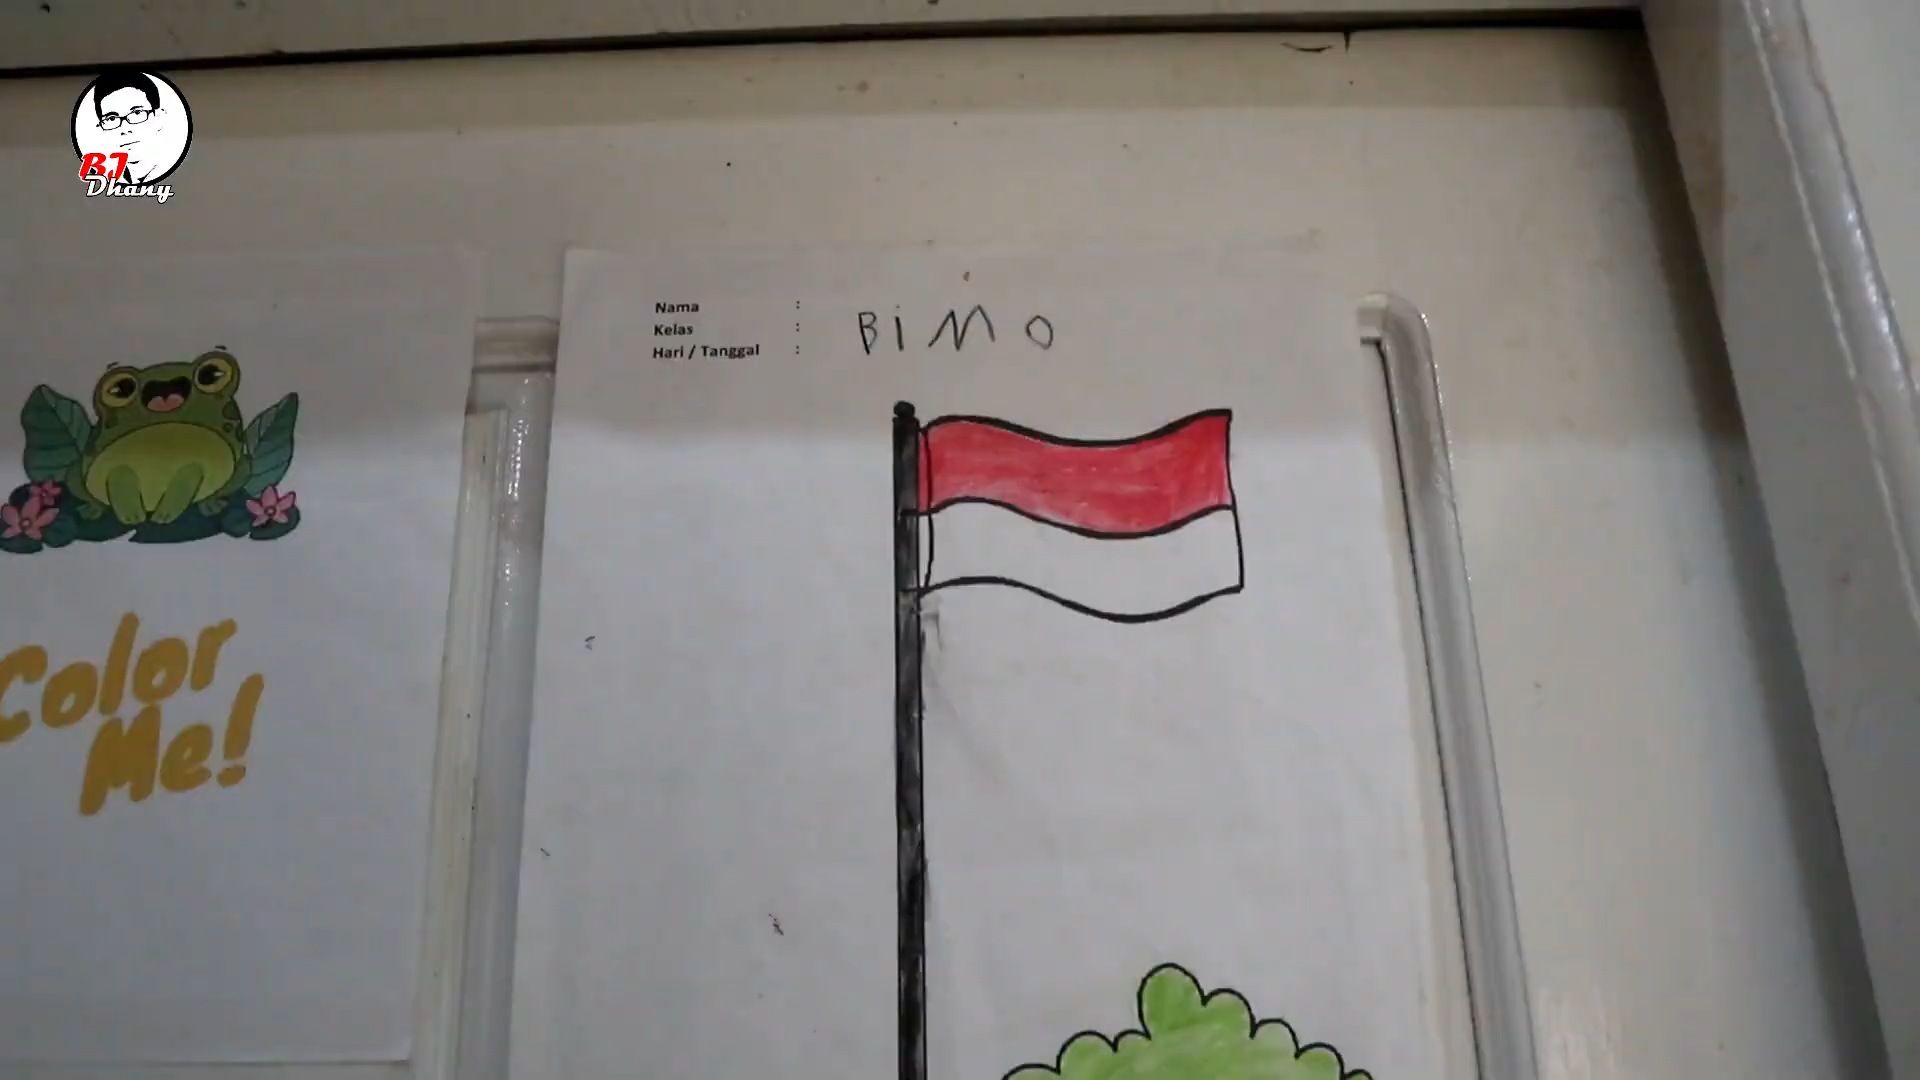 BJ
Dhany
Nama :
Kelas :
Hari / Tanggal :
BiMO
Color
Me!